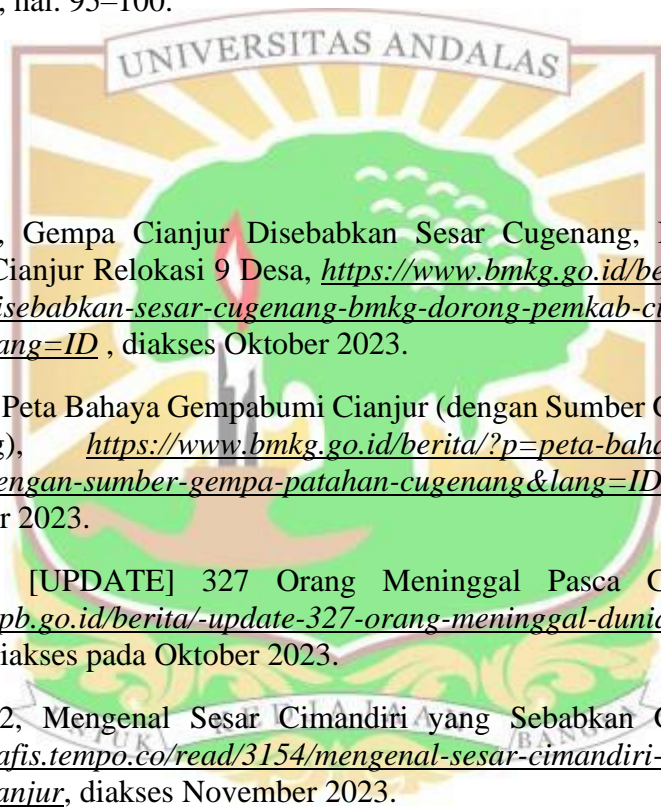 , hal. 95–100.
UNIVERSITAS ANDALAS
, Gempa Cianjur Disebabkan Sesar Cugenang,
Cianjur Relokasi 9 Desa, https://www.bmkg.go.id/be
isebabkan-sesar-cugenang-bmkg-dorong-pemkab-c
ang=ID , diakses Oktober 2023.
Peta Bahaya Gempabumi Cianjur (dengan Sumber
g), https://www.bmkg.go.id/berita/?p=peta-baha
engan-sumber-gempa-patahan-cugenang&lang=ID
r 2023.
[UPDATE] 327 Orang Meninggal Pasca
pb.go.id/berita/-update-327-orang-meninggal-dunia
iakses pada Oktober 2023.
2, Mengenal Sesar Cimandiri yang Sebabkan
UNTUK KEDJAJAAN BANGSA
afis.tempo.co/read/3154/mengenal-sesar-cimandiri-
anjur, diakses November 2023.